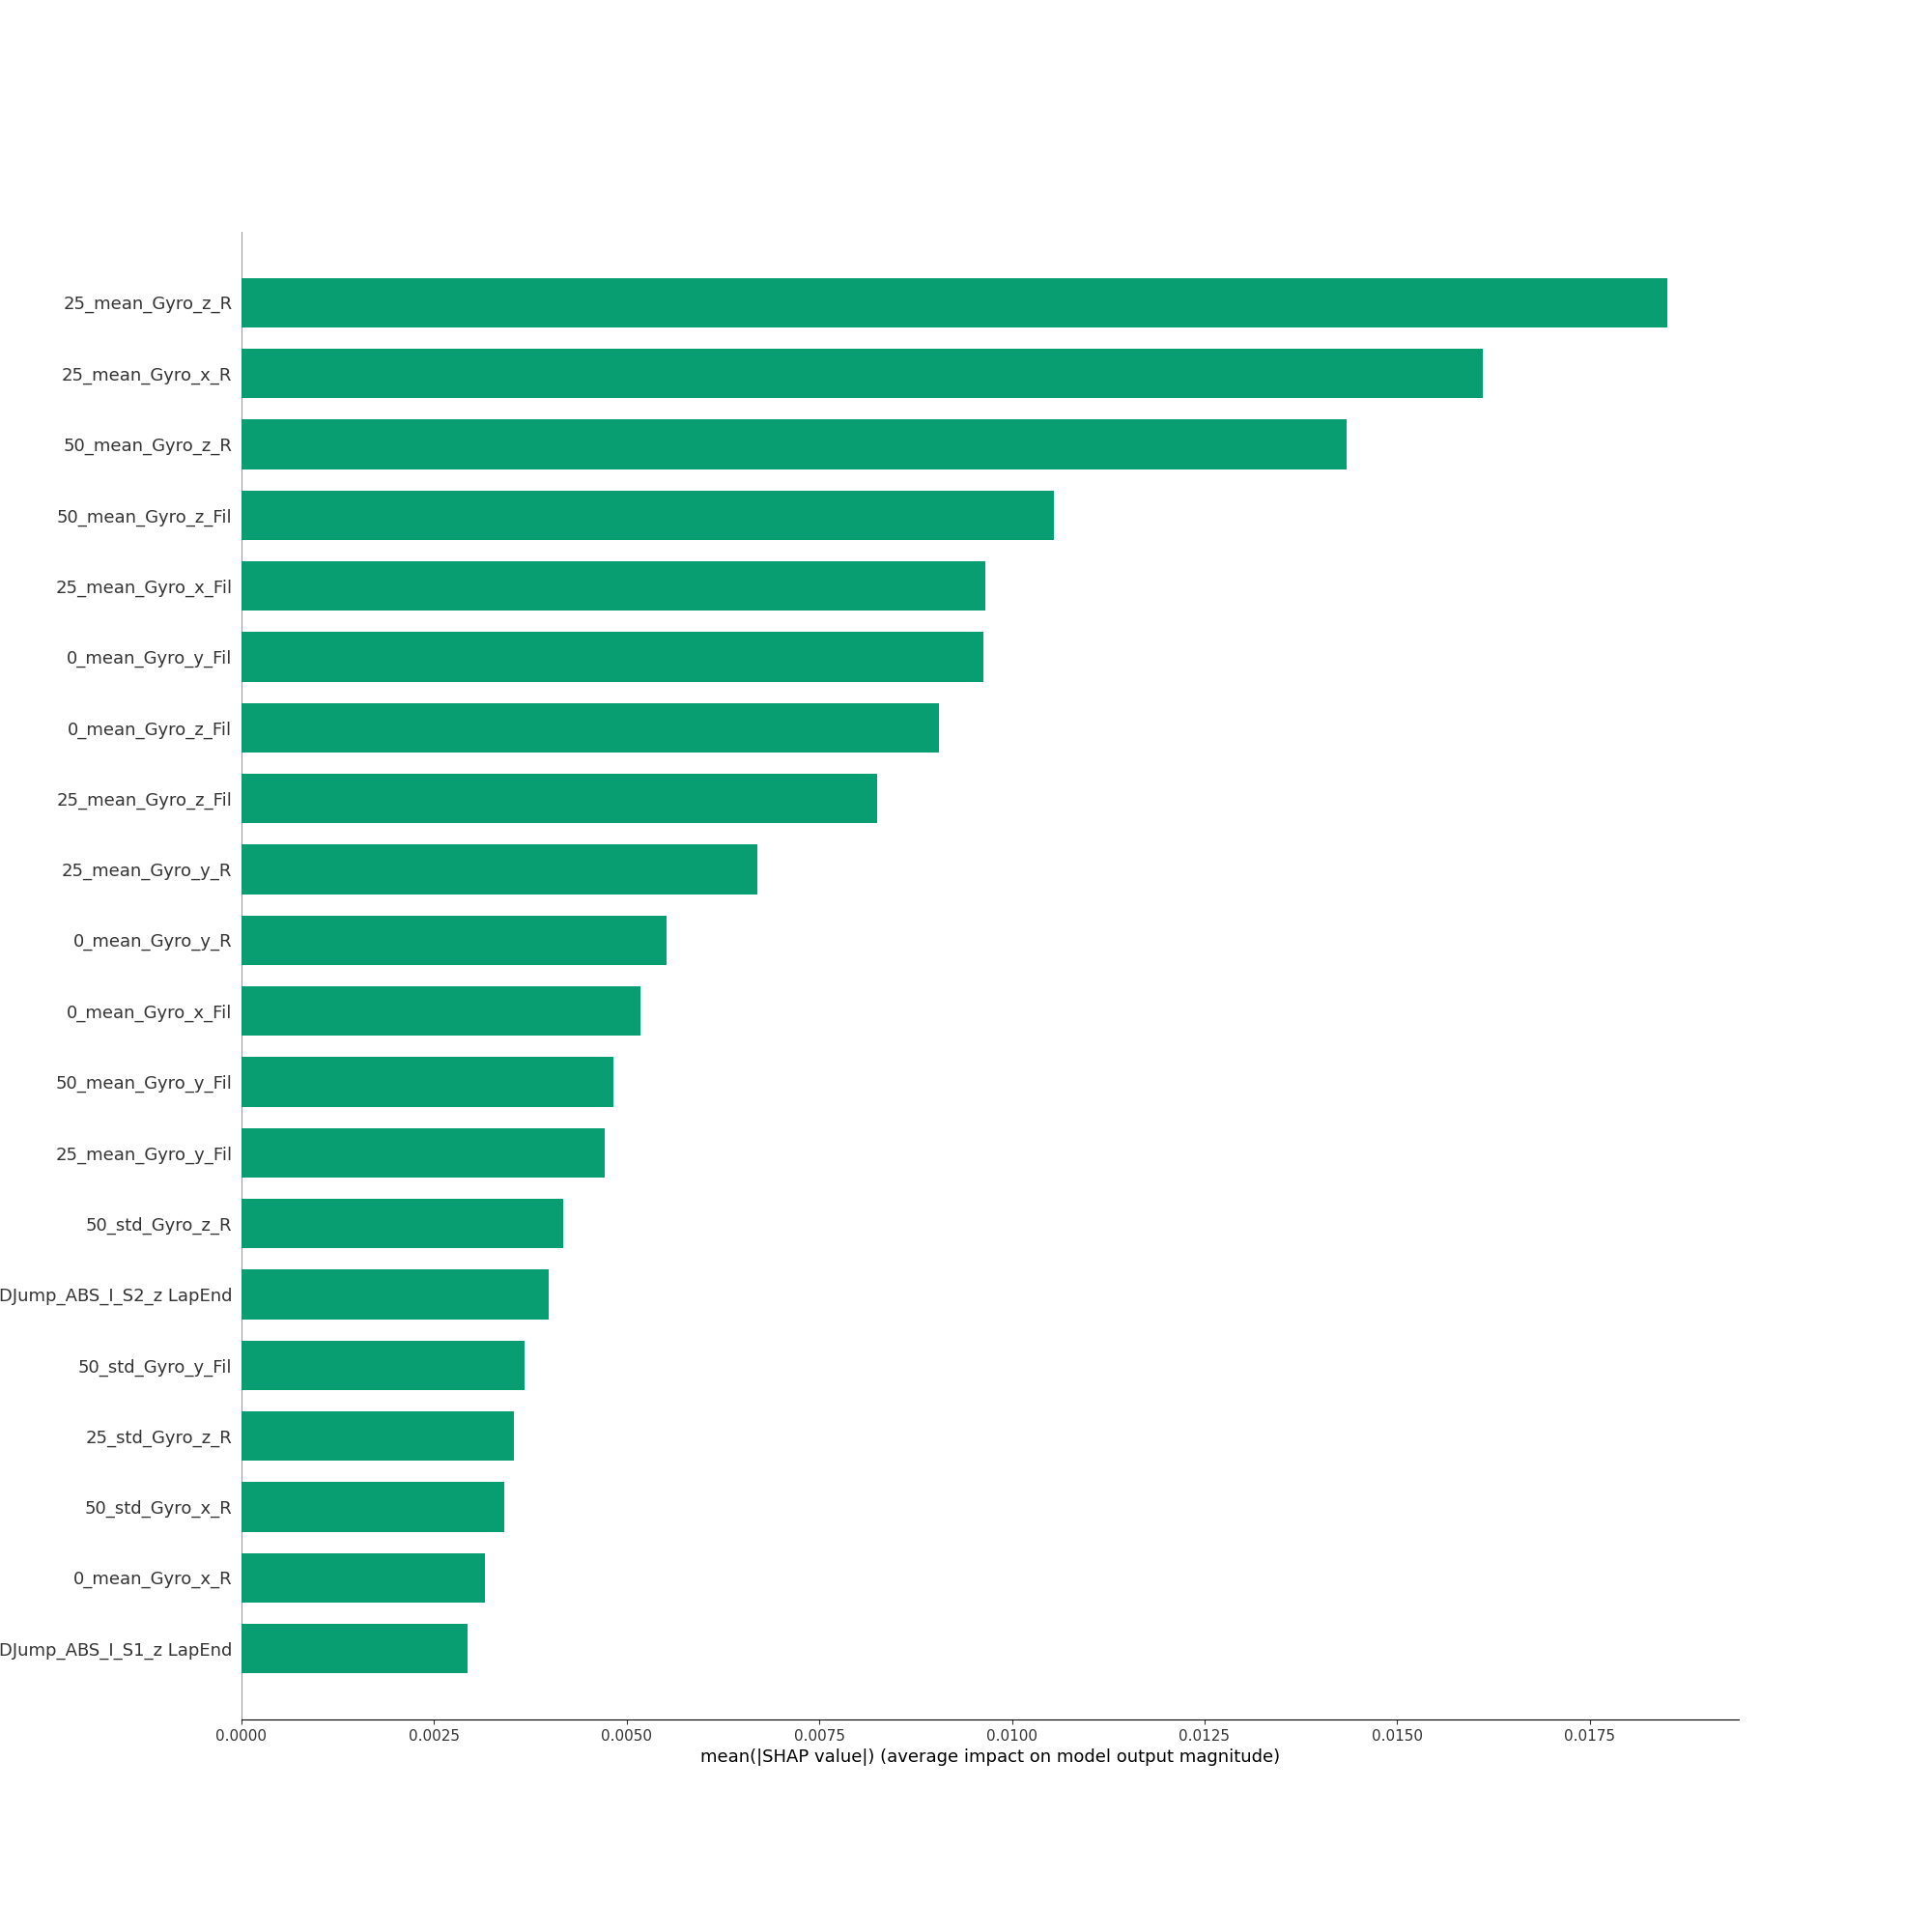 25_mean_Gyro_z_R
25_mean_Gyro_x_R
50_mean_Gyro_z_R
50_mean_Gyro_z_Fil
25_mean_Gyro_x_Fil
0_mean_Gyro_y_Fil
0_mean_Gyro_z_Fil
25_mean_Gyro_z_Fil
25_mean_Gyro_y_R
0_mean_Gyro_y_R
0_mean_Gyro_x_Fil
50_mean_Gyro_y_Fil
25_mean_Gyro_y_Fil
50_std_Gyro_z_R
DJump_ABS_I_S2_z LapEnd
50_std_Gyro_y_Fil
25_std_Gyro_z_R
50_std_Gyro_x_R
0_mean_Gyro_x_R
DJump_ABS_I_S1_z LapEnd
0.0000 0.0025 0.0050 0.0075 0.0100 0.0125 0.0150 0.0175
mean(|SHAP value|) (average impact on model output magnitude)